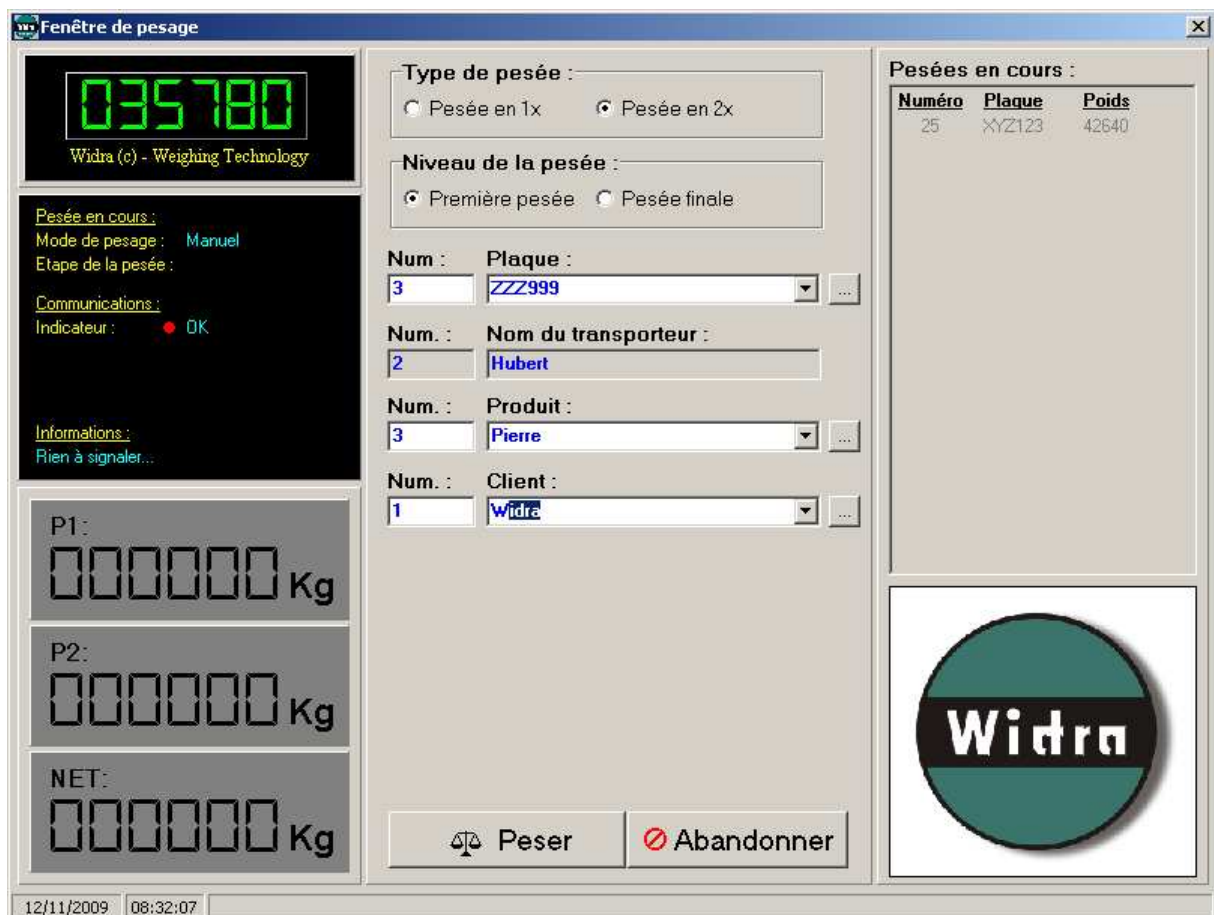 Fenêtre de pesage
035780
Widra (c) - Weighing Technology
Pesée en cours :
Mode de pesage : Manuel
Etape de la pesée :
Communications :
Indicateur : OK
Informations :
Rien à signaler...
P1:
000000 Kg
P2:
000000 Kg
NET:
000000 Kg
Type de pesée :
Pesée en 1x Pesée en 2x
Niveau de la pesée :
Première pesée Pesée finale
Num : Plaque :
3 ZZZ999 ...
Num. : Nom du transporteur :
2 Hubert
Num. : Produit :
3 Pierre ...
Num. : Client :
1 Widra ...
Peser Abandonner
Pesées en cours :
Numéro Plaque Poids
25 XYZ123 42640
Widra
12/11/2009 08:32:07